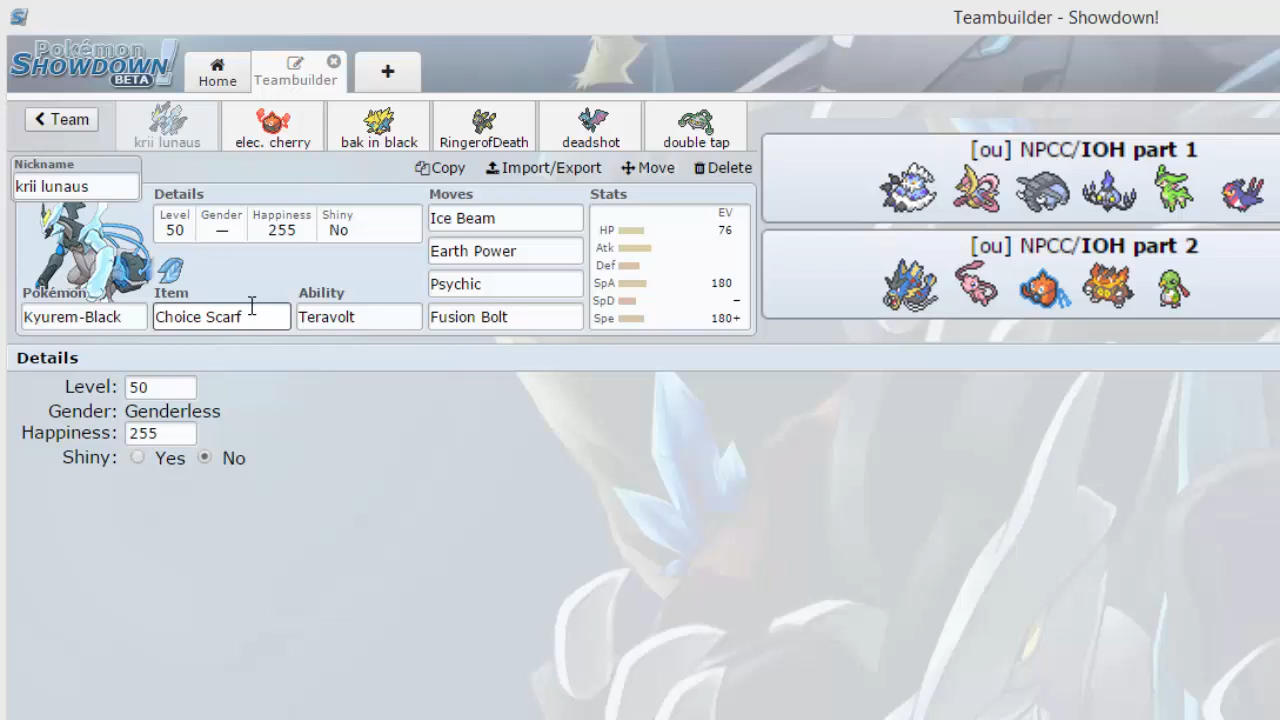 Teambuilder - Showdown!
Pokémon
SHOWDOWN!
BETA
Home
Teambuilder
+
Team
krii lunaus
elec. cherry
bak in black
RingerofDeath
deadshot
double tap
Nickname
krii lunaus
Copy
Import/Export
Move
Delete
Details
Level
50
Gender
—
Happiness
255
Shiny
No
Pokémon
Kyurem-Black
Item
Choice Scarf
Ability
Teravolt
Moves
Ice Beam
Earth Power
Psychic
Fusion Bolt
Stats
EV
HP 76
Atk
Def
SpA 180
SpD –
Spe 180+
[ou] NPCC/IOH part 1
[ou] NPCC/IOH part 2
Details
Level: 50
Gender: Genderless
Happiness: 255
Shiny: Yes No